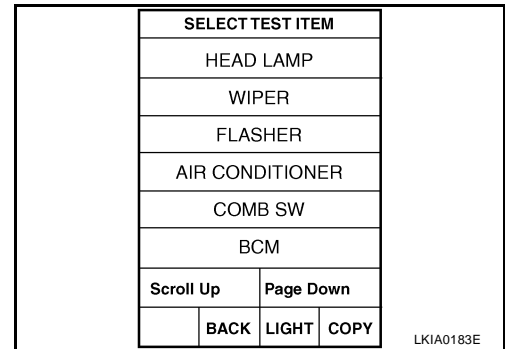 SELECT TEST ITEM
HEAD LAMP
WIPER
FLASHER
AIR CONDITIONER
COMB SW
BCM
Scroll Up Page Down
BACK LIGHT COPY
LKIA0183E